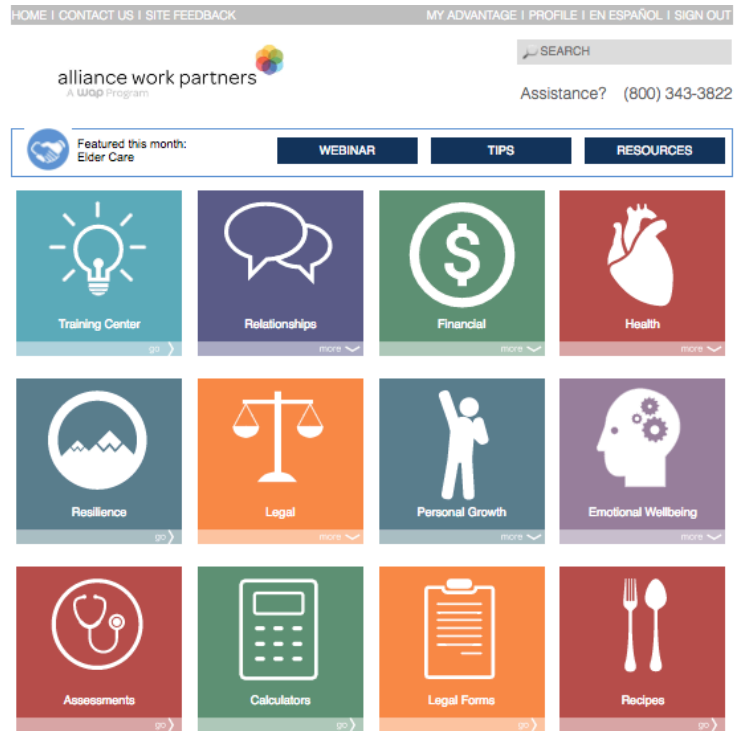 HOME I CONTACT US I SITE FEEDBACK MY ADVANTAGE I PROFILE I EN ESPAÑOL I SIGN OUT
SEARCH
alliance work partners
A wap Program
Assistance? (800) 343-3822
Featured this month:
Elder Care
WEBINAR TIPS RESOURCES
Training Center Relationships Financial Health
go more more more
Resilience Legal Personal Growth Emotional Wellbeing
go more more more
Assessments Calculators Legal Forms Recipes
go go go go